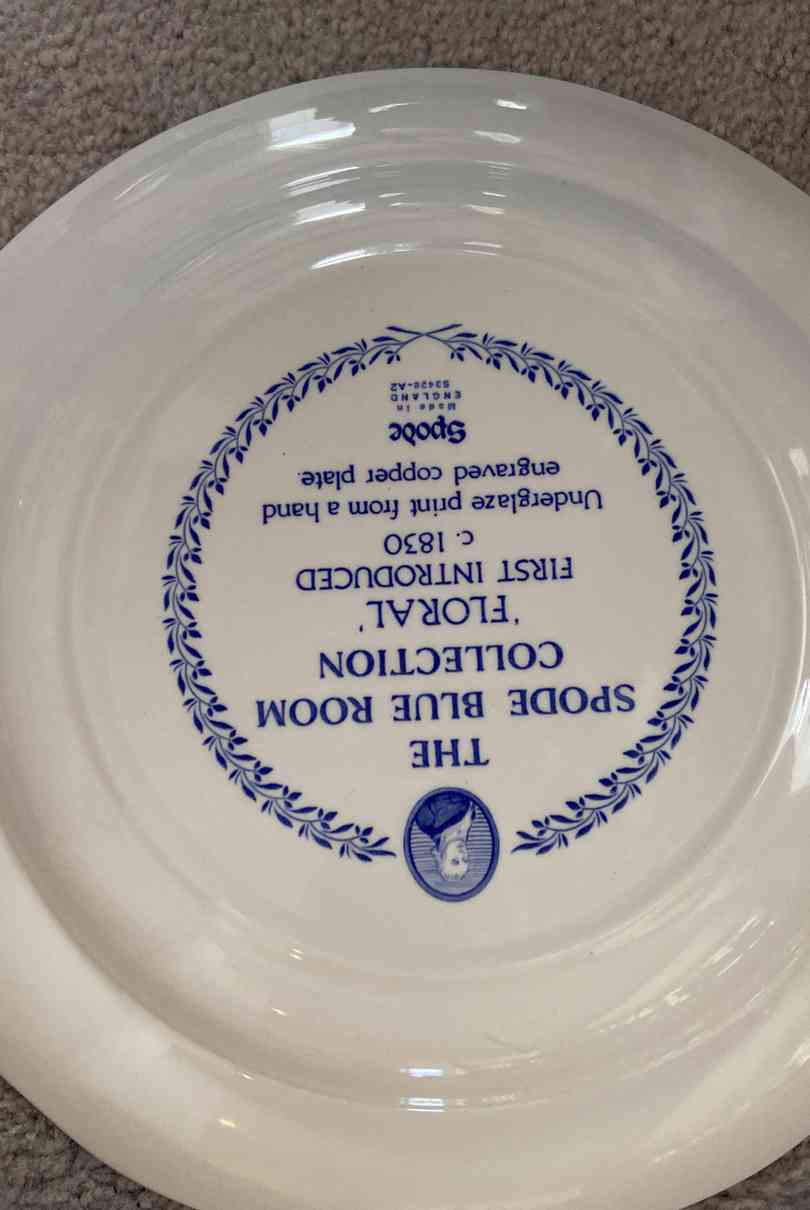 THE
SPODE BLUE ROOM
COLLECTION
'FLORAL'
FIRST INTRODUCED
c. 1830
Underglaze print from a hand
engraved copper plate.
Spode
Made in
ENGLAND
S3420-A2